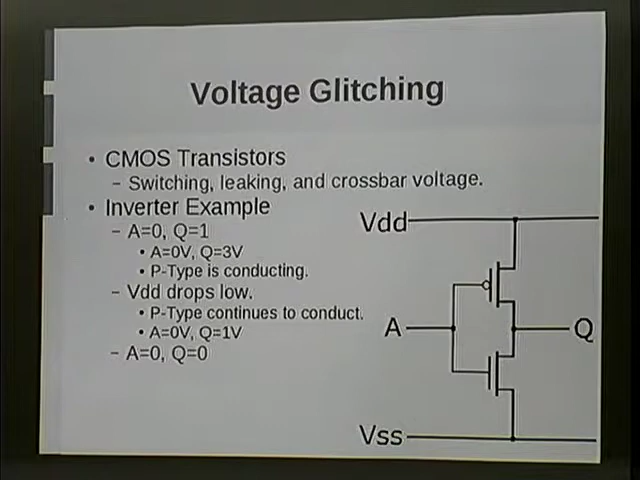 Voltage Glitching
• CMOS Transistors
– Switching, leaking, and crossbar voltage.
• Inverter Example
– A=0, Q=1
• A=0V, Q=3V
• P-Type is conducting.
– Vdd drops low.
• P-Type continues to conduct.
• A=0V, Q=1V
– A=0, Q=0
Vdd
A
Q
Vss